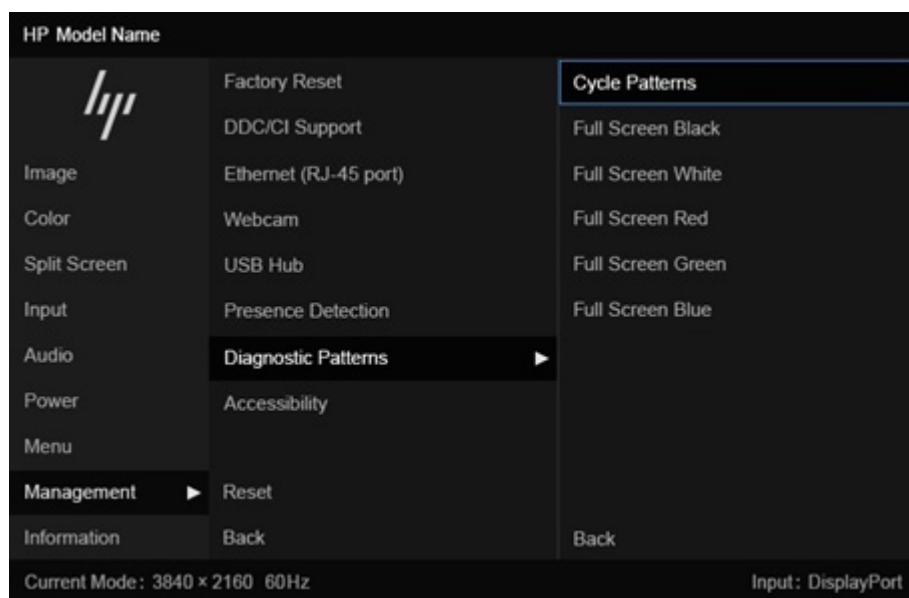 HP Model Name
hp
Image
Color
Split Screen
Input
Audio
Power
Menu
Management ▶
Information
Factory Reset
DDC/CI Support
Ethernet (RJ-45 port)
Webcam
USB Hub
Presence Detection
Diagnostic Patterns ▶
Accessibility
Reset
Back
Cycle Patterns
Full Screen Black
Full Screen White
Full Screen Red
Full Screen Green
Full Screen Blue
Back
Current Mode: 3840 × 2160 60Hz
Input: DisplayPort